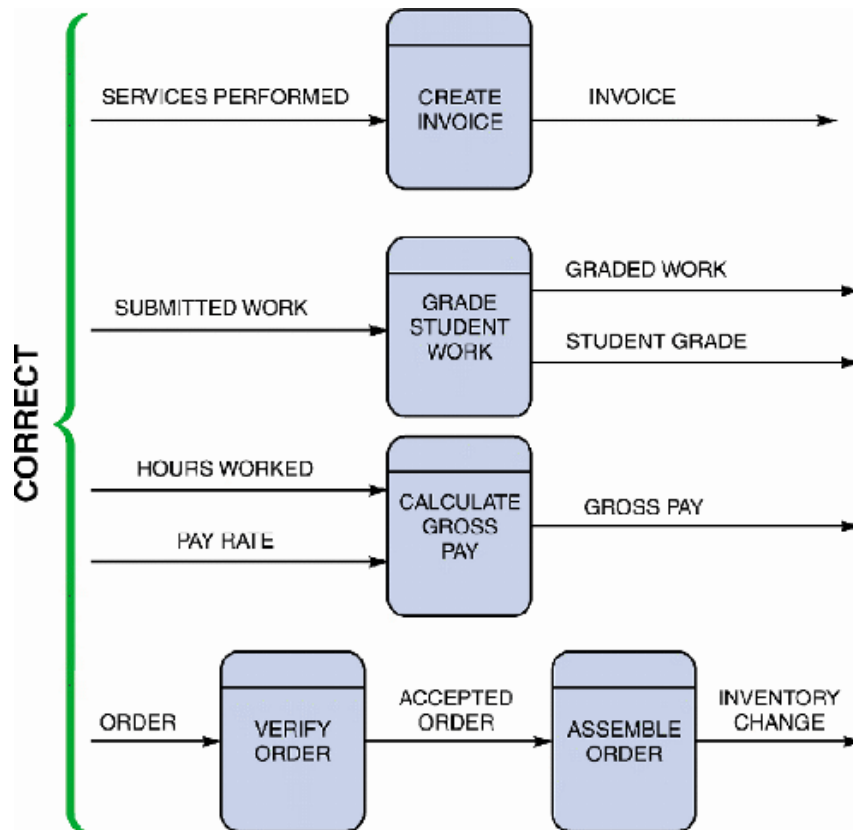 SERVICES PERFORMED
CREATE
INVOICE
INVOICE
SUBMITTED WORK
GRADE
STUDENT
WORK
GRADED WORK
STUDENT GRADE
CORRECT
HOURS WORKED
PAY RATE
CALCULATE
GROSS
PAY
GROSS PAY
ORDER
VERIFY
ORDER
ACCEPTED
ORDER
ASSEMBLE
ORDER
INVENTORY
CHANGE